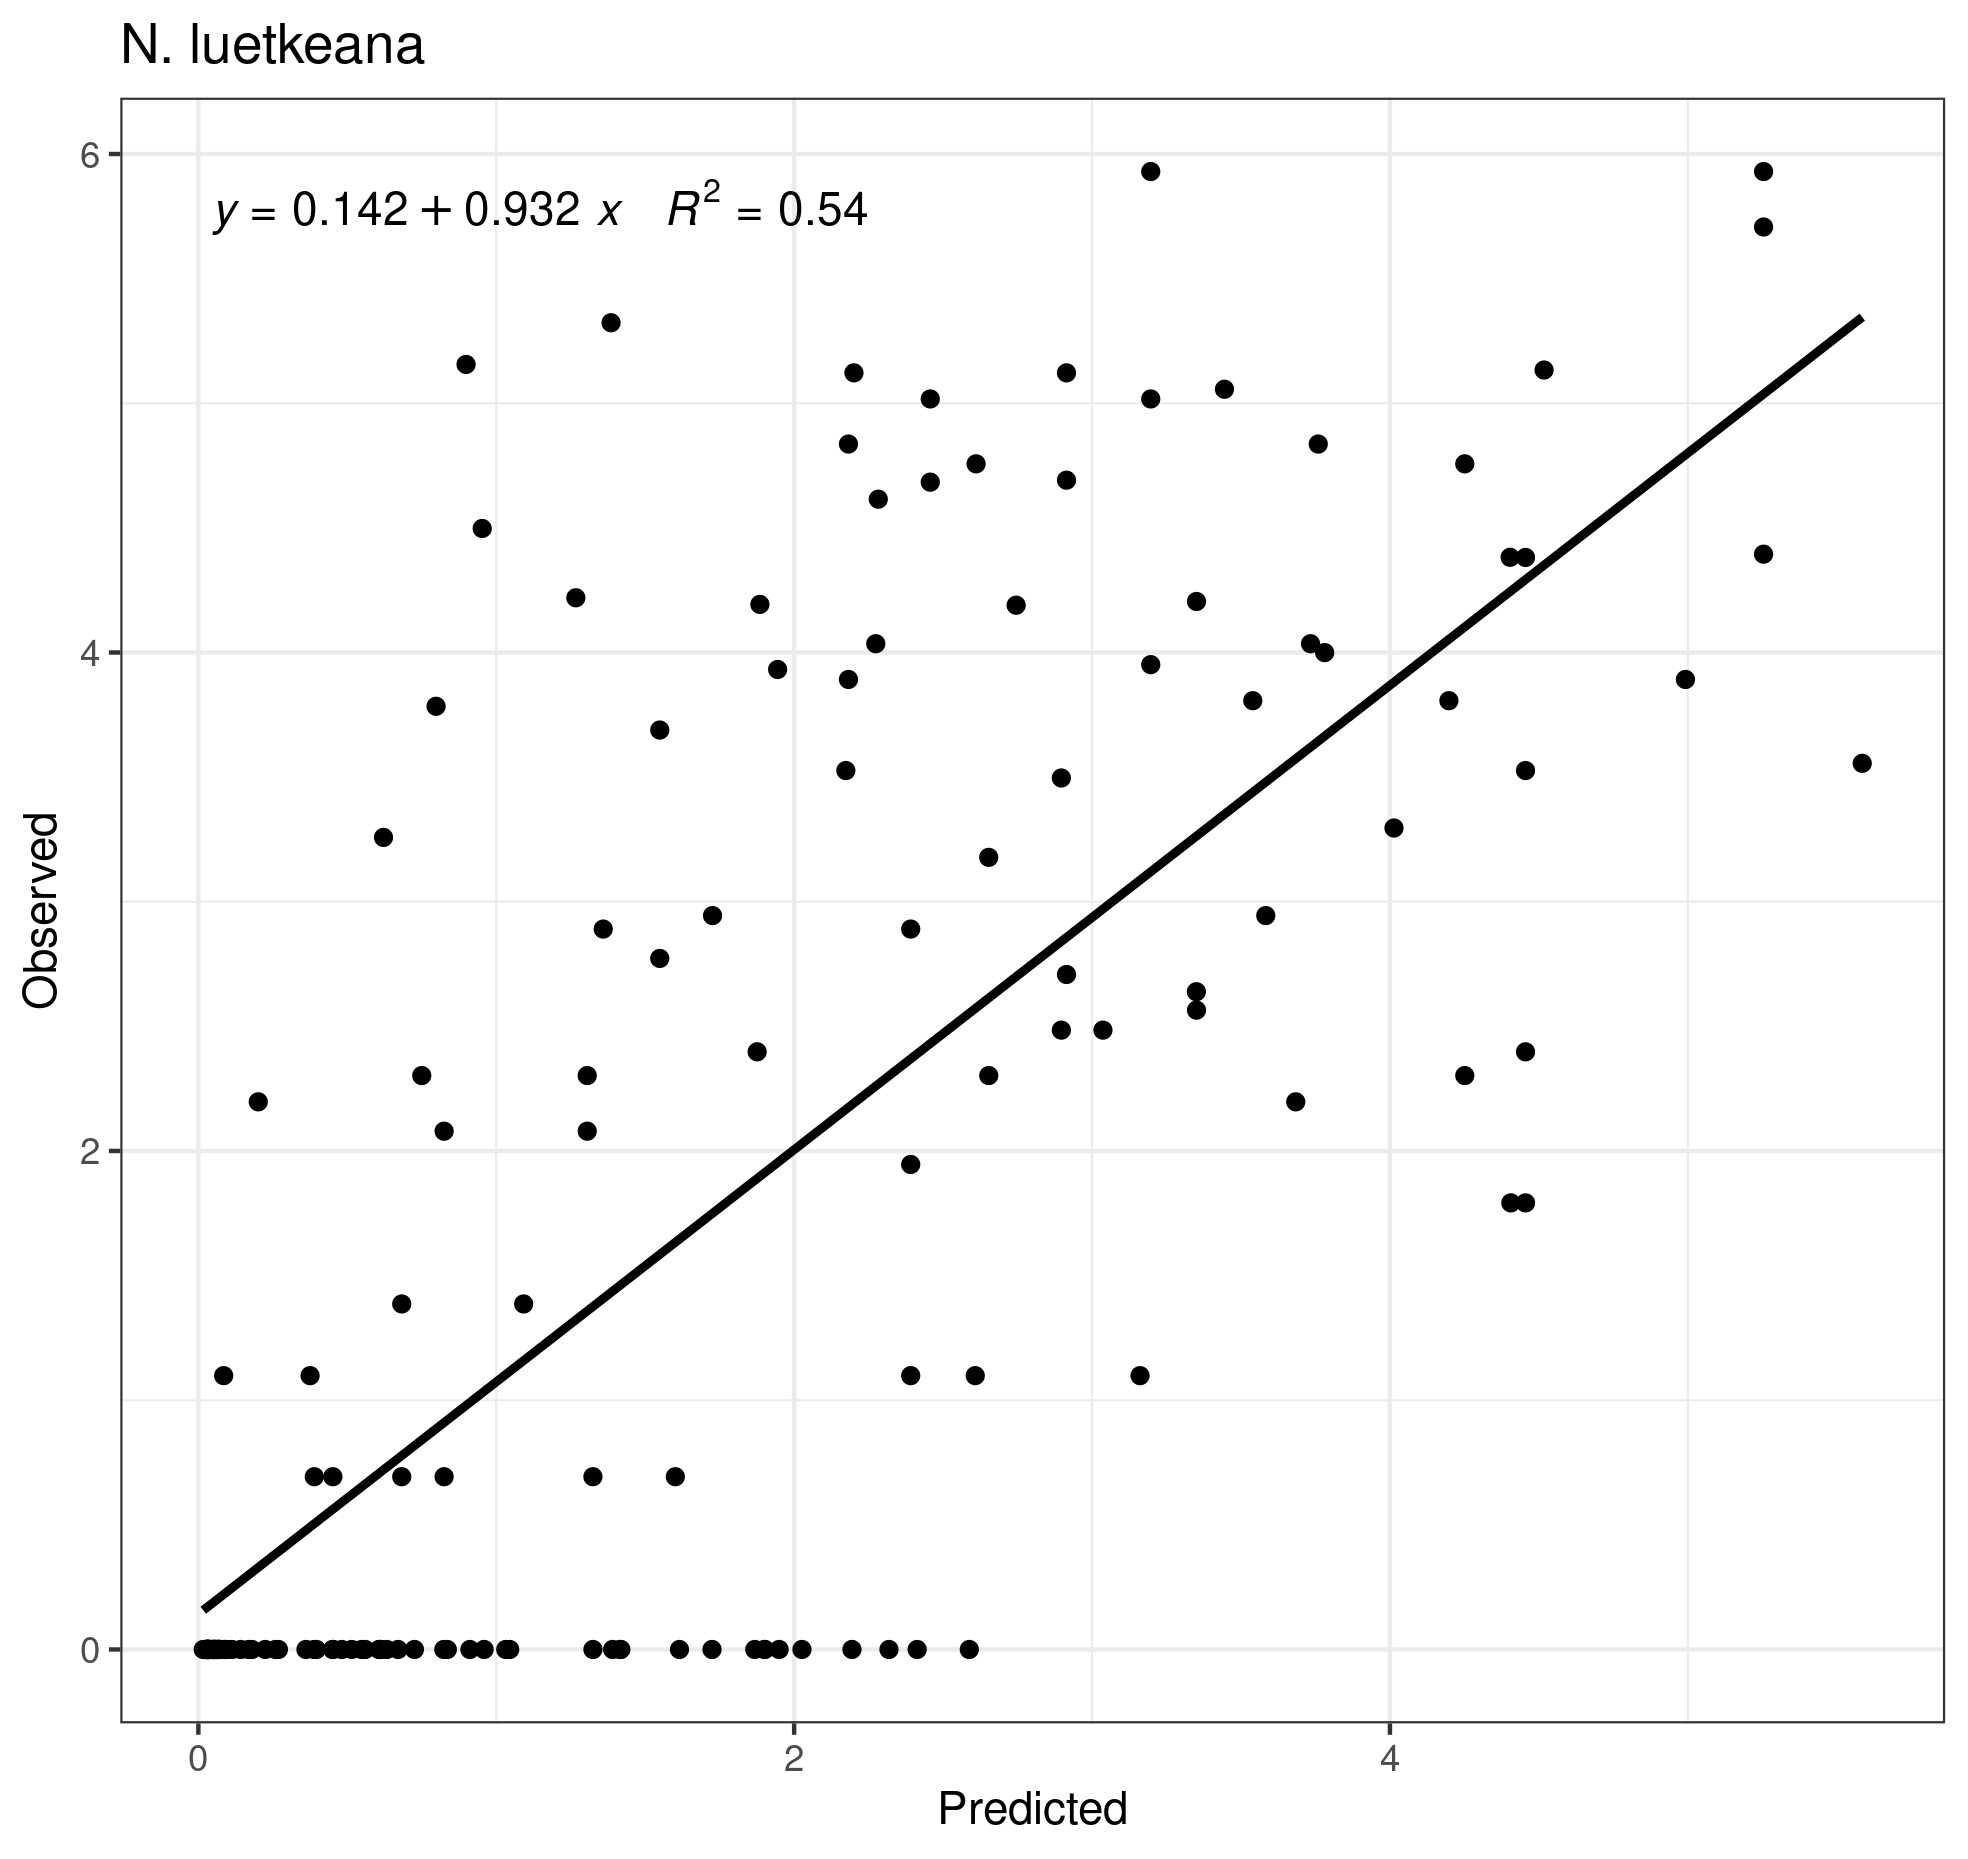 N. luetkeana
6
y = 0.142 + 0.932 x R² = 0.54
4
2
0
Observed
0 2 4
Predicted